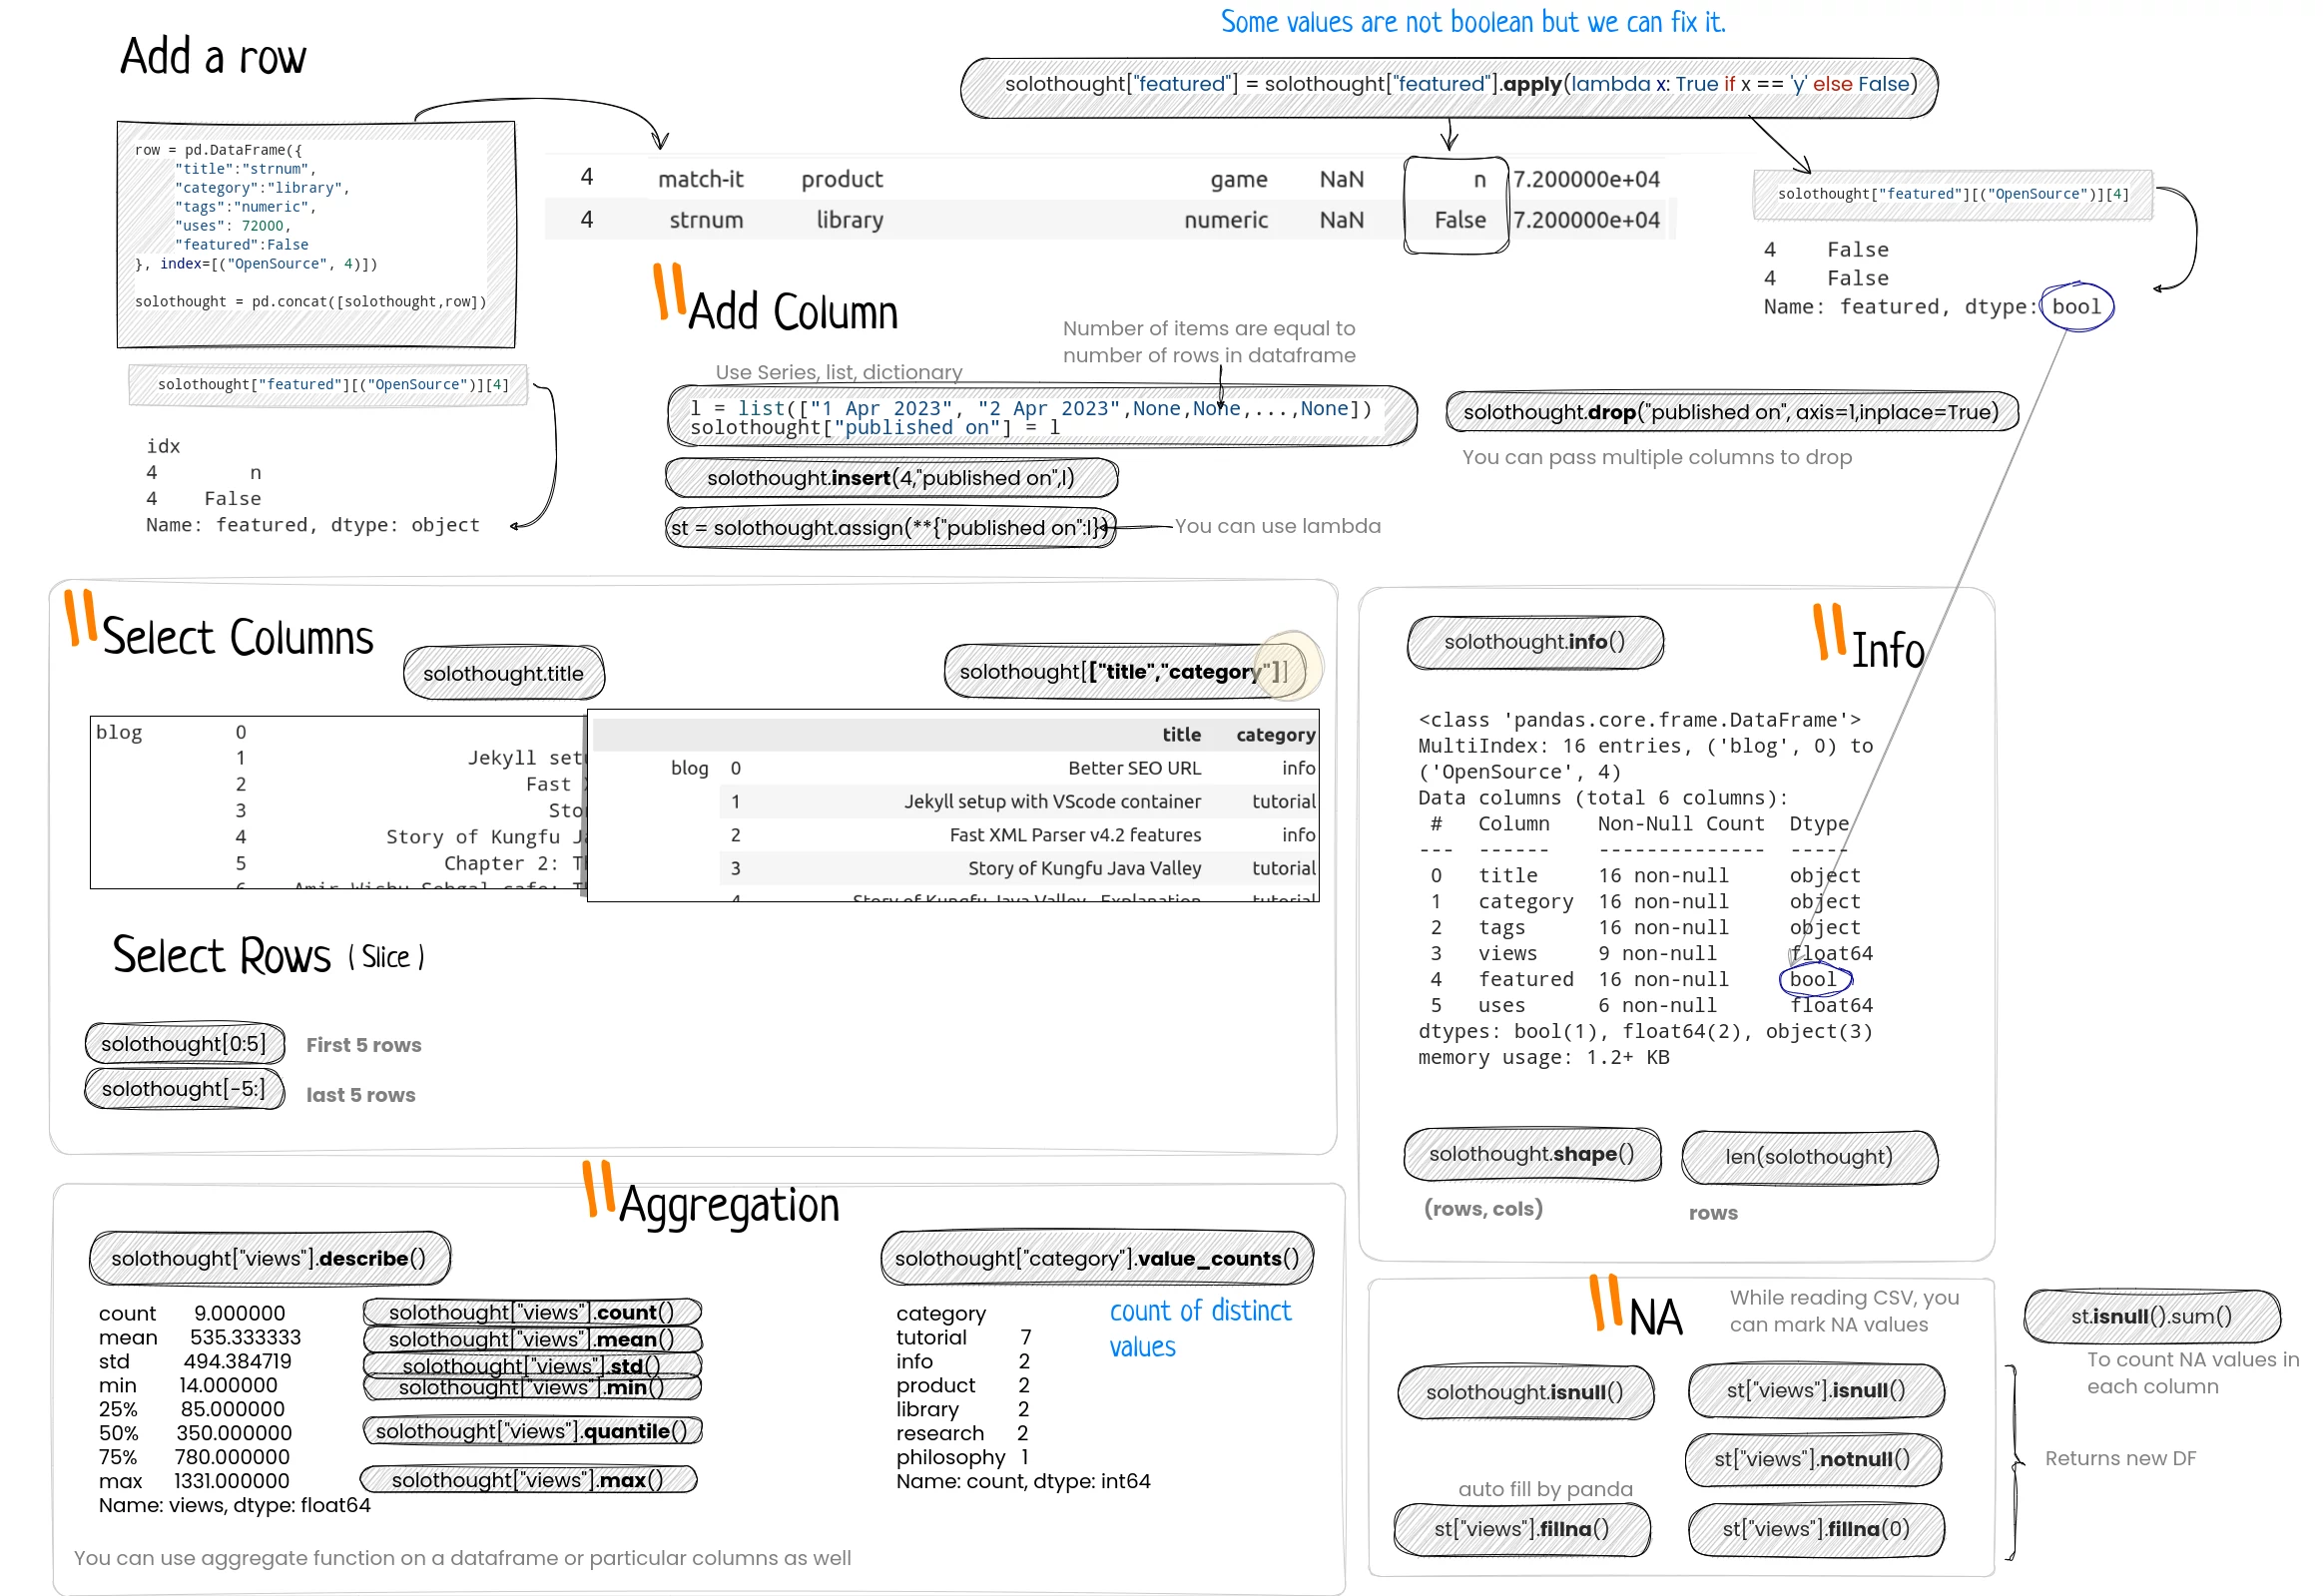 Some values are not boolean but we can fix it.
Add a row
solothought["featured"] = solothought["featured"].apply(lambda x: True if x == 'y' else False)
row = pd.DataFrame({
"title":"strnum",
"category":"library",
"tags":"numeric",
"uses": 72000,
"featured":False
}, index=[("OpenSource", 4)])
solothought = pd.concat([solothought,row])
4 match-it product game NaN n 7.200000e+04
4 strnum library numeric NaN False 7.200000e+04
solothought["featured"][("OpenSource")][4]
4 False
4 False
Name: featured, dtype: bool
solothought["featured"][("OpenSource")][4]
idx
4 n
4 False
Name: featured, dtype: object
Add Column
Number of items are equal to
number of rows in dataframe
Use Series, list, dictionary
l = list(["1 Apr 2023", "2 Apr 2023",None,None,...,None])
solothought["published on"] = l
solothought.insert(4,"published on",l)
st = solothought.assign(**{"published on":l})
You can use lambda
solothought.drop("published on", axis=1,inplace=True)
You can pass multiple columns to drop
Select Columns
solothought.title
solothought[["title","category"]]
blog 0
1 Jekyll set
2 Fast
3 Sto
4 Story of Kungfu J
5 Chapter 2: T
title category
blog 0 Better SEO URL info
1 Jekyll setup with VScode container tutorial
2 Fast XML Parser v4.2 features info
3 Story of Kungfu Java Valley tutorial
4 Story of Kungfu Java Valley - Explanation tutorial
Select Rows ( Slice )
solothought[0:5] First 5 rows
solothought[-5:] last 5 rows
Info
solothought.info()
<class 'pandas.core.frame.DataFrame'>
MultiIndex: 16 entries, ('blog', 0) to
('OpenSource', 4)
Data columns (total 6 columns):
# Column Non-Null Count Dtype
--- ------ -------------- -----
0 title 16 non-null object
1 category 16 non-null object
2 tags 16 non-null object
3 views 9 non-null float64
4 featured 16 non-null bool
5 uses 6 non-null float64
dtypes: bool(1), float64(2), object(3)
memory usage: 1.2+ KB
solothought.shape() len(solothought)
(rows, cols) rows
Aggregation
solothought["views"].describe()
count 9.000000
mean 535.333333
std 494.384719
min 14.000000
25% 85.000000
50% 350.000000
75% 780.000000
max 1331.000000
Name: views, dtype: float64
solothought["views"].count()
solothought["views"].mean()
solothought["views"].std()
solothought["views"].min()
solothought["views"].quantile()
solothought["views"].max()
solothought["category"].value_counts()
category
tutorial 7
info 2
product 2
library 2
research 2
philosophy 1
Name: count, dtype: int64
count of distinct
values
You can use aggregate function on a dataframe or particular columns as well
NA
While reading CSV, you
can mark NA values
solothought.isnull()
st["views"].isnull()
st["views"].notnull()
auto fill by panda
st["views"].fillna()
st["views"].fillna(0)
st.isnull().sum()
To count NA values in
each column
Returns new DF